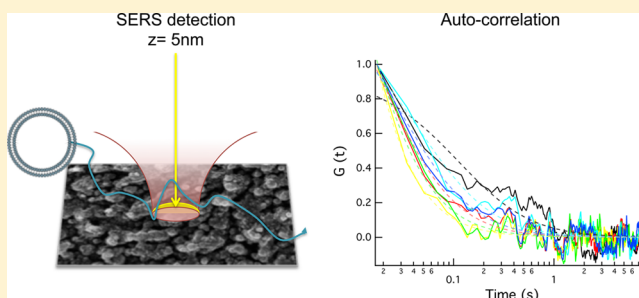 SERS detection
z= 5nm
Auto-correlation
1.0
0.8
0.6
0.4
0.2
0.0
G (t)
2 3 4 5 6 0.1 2 3 4 5 6 1 2 3 4 5 6
Time (s)